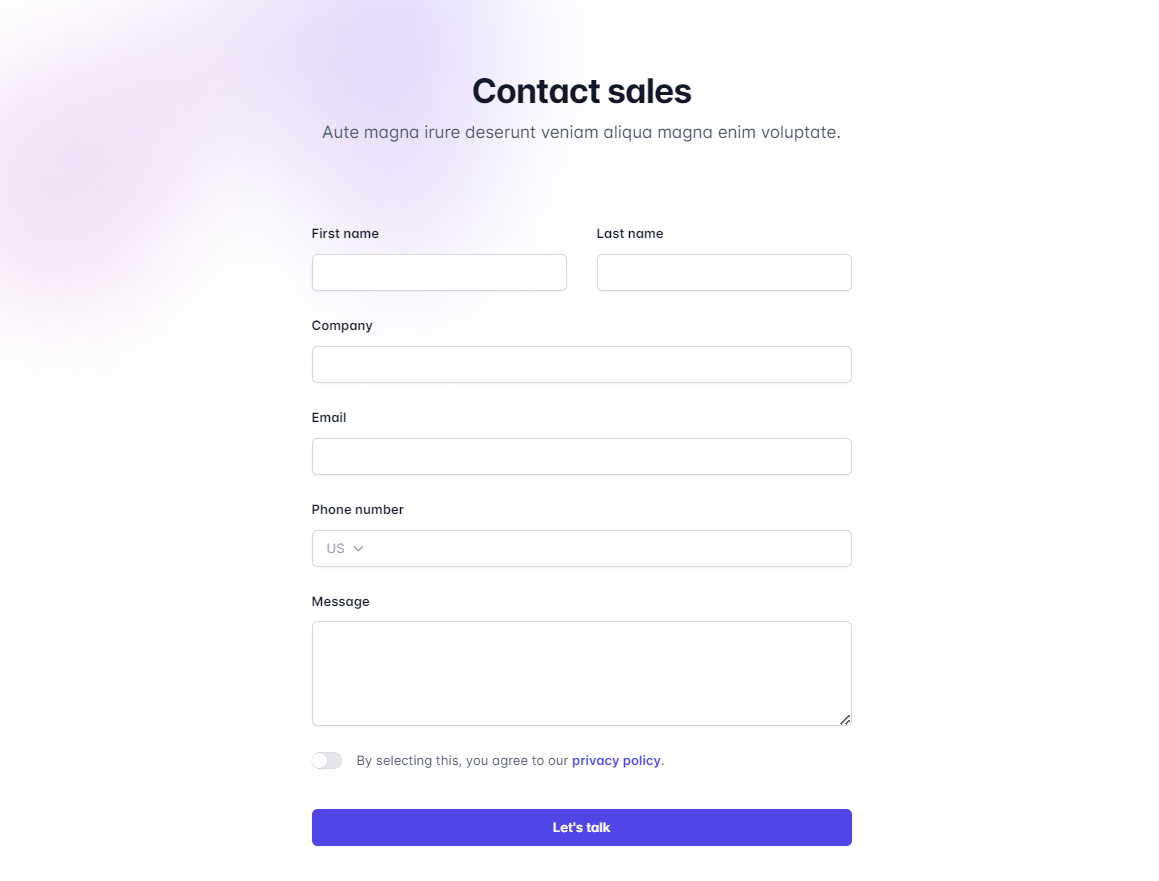 Contact sales
Aute magna irure deserunt veniam aliqua magna enim voluptate.
First name
Last name
Company
Email
Phone number
US
Message
By selecting this, you agree to our privacy policy.
Let's talk